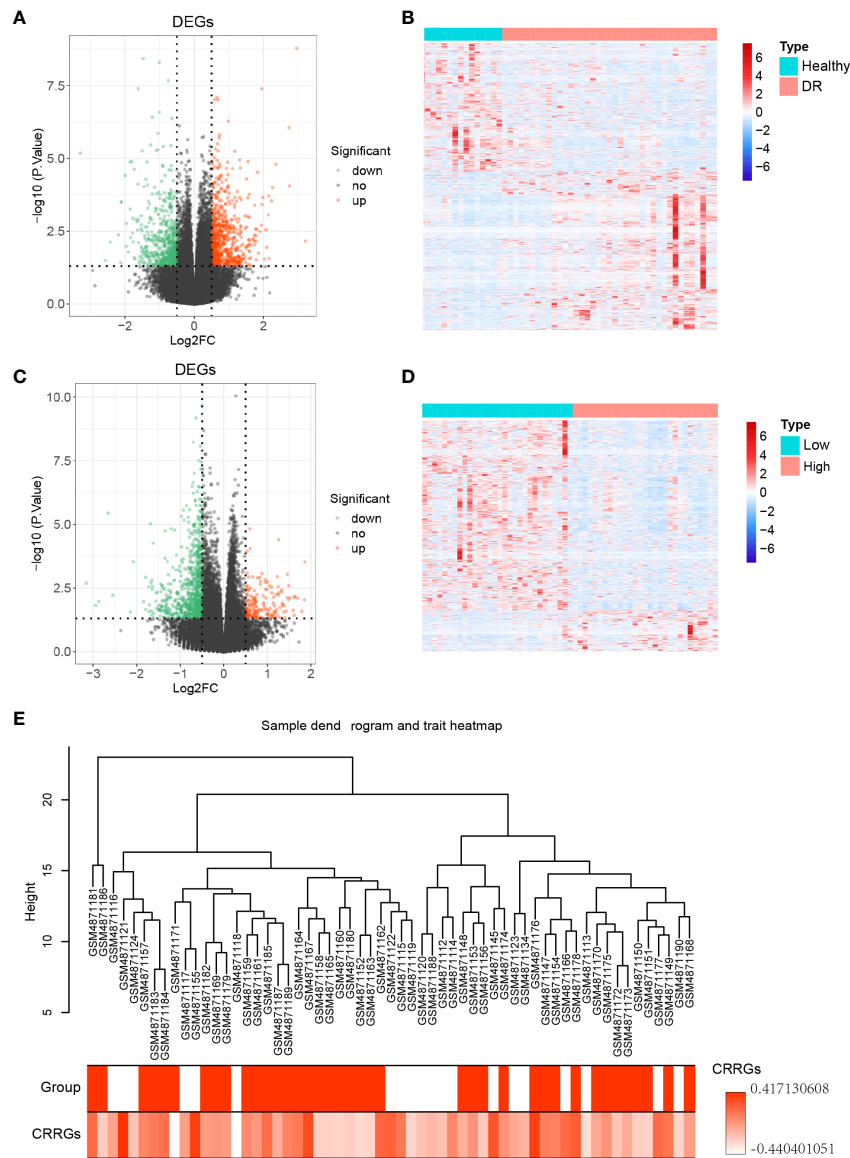 A
DEGs
−log10 (P.Value)
7.5
5.0
2.5
0.0
−2
0
2
Log2FC
Significant
down
no
up
B
6
4
2
0
−2
−4
−6
Type
Healthy
DR
C
DEGs
−log10 (P.Value)
10.0
7.5
5.0
2.5
0.0
−3
−2
−1
0
1
2
Log2FC
Significant
down
no
up
D
6
4
2
0
−2
−4
−6
Type
Low
High
E
Sample dend rogram and trait heatmap
Height
20
15
10
5
GSM4871181
GSM4871186
GSM4871116
GSM4871121
GSM4871124
GSM4871157
GSM4871183
GSM4871184
GSM4871171
GSM4871117
GSM4871155
GSM4871182
GSM4871169
GSM4871179
GSM4871118
GSM4871159
GSM4871161
GSM4871185
GSM4871187
GSM4871189
GSM4871164
GSM4871167
GSM4871158
GSM4871165
GSM4871160
GSM4871180
GSM4871152
GSM4871163
GSM4871162
GSM4871122
GSM4871115
GSM4871119
GSM4871120
GSM4871188
GSM4871112
GSM4871114
GSM4871148
GSM4871153
GSM4871156
GSM4871145
GSM4871174
GSM4871123
GSM4871134
GSM4871176
GSM4871147
GSM4871154
GSM4871166
GSM4871178
GSM4871113
GSM4871170
GSM4871175
GSM4871172
GSM4871173
GSM4871150
GSM4871151
GSM4871177
GSM4871149
GSM4871190
GSM4871168
Group
CRRGs
CRRGs
0.417130608
-0.440401051